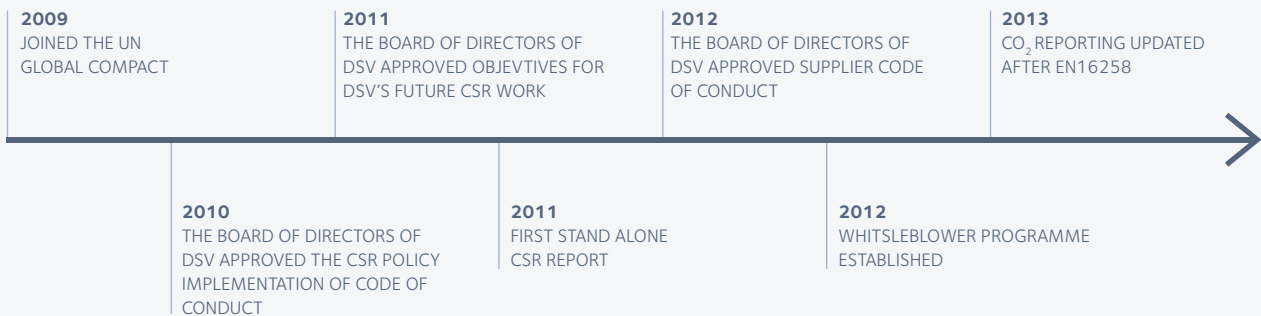 2009
JOINED THE UN
GLOBAL COMPACT
2010
THE BOARD OF DIRECTORS OF
DSV APPROVED THE CSR POLICY
IMPLEMENTATION OF CODE OF
CONDUCT
2011
THE BOARD OF DIRECTORS OF
DSV APPROVED OBJEVTIVES FOR
DSV'S FUTURE CSR WORK
2011
FIRST STAND ALONE
CSR REPORT
2012
THE BOARD OF DIRECTORS OF
DSV APPROVED SUPPLIER CODE
OF CONDUCT
2012
WHITSLEBLOWER PROGRAMME
ESTABLISHED
2013
CO₂ REPORTING UPDATED
AFTER EN16258